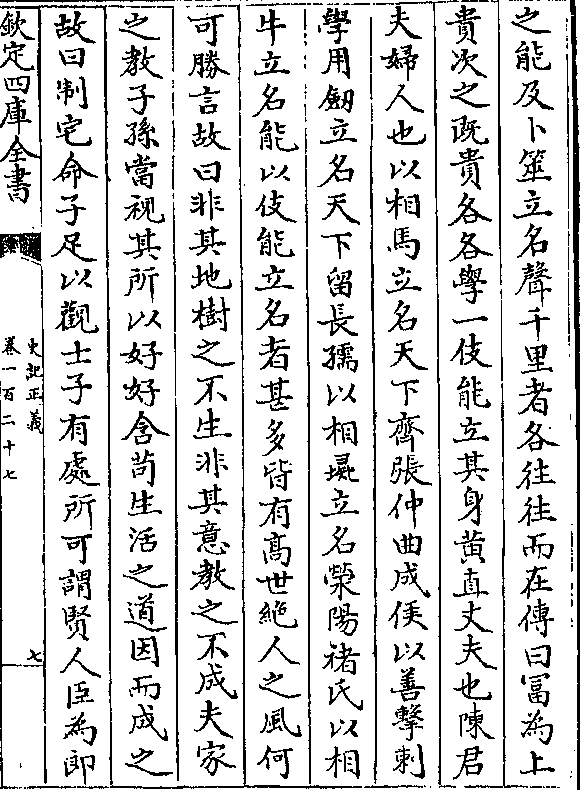 之能及卜筮立名聲千里者各往往而在傳曰富為上
貴次之既貴各各學一伎能立其身黄直丈夫也陳君
夫婦人也以相馬立名天下齊張仲曲成侯以善擊刺
學用劒立名天下留長孺以相彘立名滎陽褚氏以相
牛立名能以伎能立名者甚多皆有髙世絶人之風何
可勝言故曰非其地樹之不生非其意教之不成夫家
之教子孫當視其所以好好含茍生活之道因而成之
故曰制宅命子足以觀士子有處所可謂賢人臣為郎
欽定四庫全書
史記正義
卷一百二十七
七